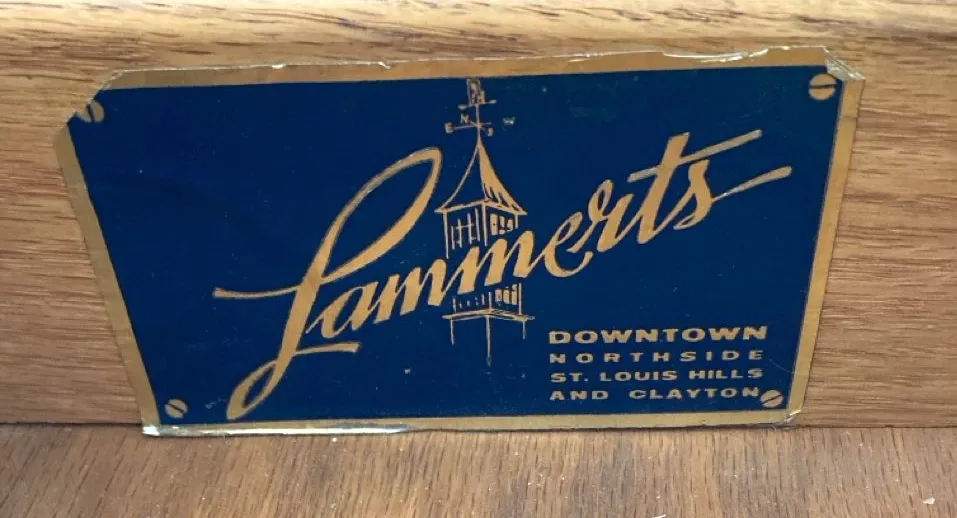 N
E S W
Lammerts
DOWNTOWN
NORTHSIDE
ST. LOUIS HILLS
AND CLAYTON